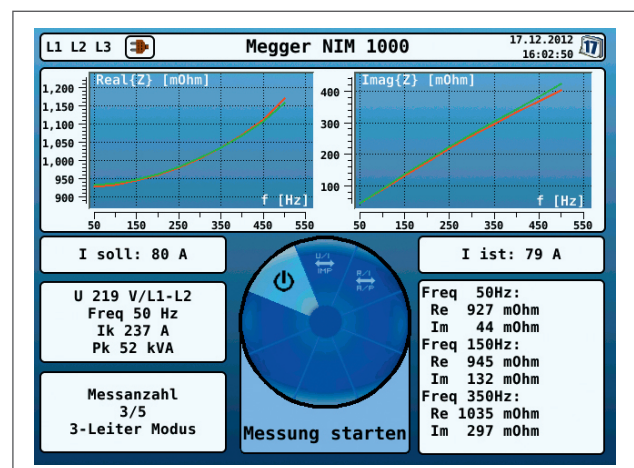 L1 L2 L3
Megger NIM 1000
17.12.2012
16:02:50
17
Real{Z} [mOhm]
1,200
1,150
1,100
1,050
1,000
950
900
f [Hz]
50 150 250 350 450 550
Imag{Z} [mOhm]
400
300
200
100
f [Hz]
50 150 250 350 450 550
I soll: 80 A
U/I
IMP
R/I
R/P
I ist: 79 A
U 219 V/L1-L2
Freq 50 Hz
Ik 237 A
Pk 52 kVA
Freq 50Hz:
Re 927 mOhm
Im 44 mOhm
Freq 150Hz:
Re 945 mOhm
Im 132 mOhm
Freq 350Hz:
Re 1035 mOhm
Im 297 mOhm
Messanzahl
3/5
3-Leiter Modus
Messung starten